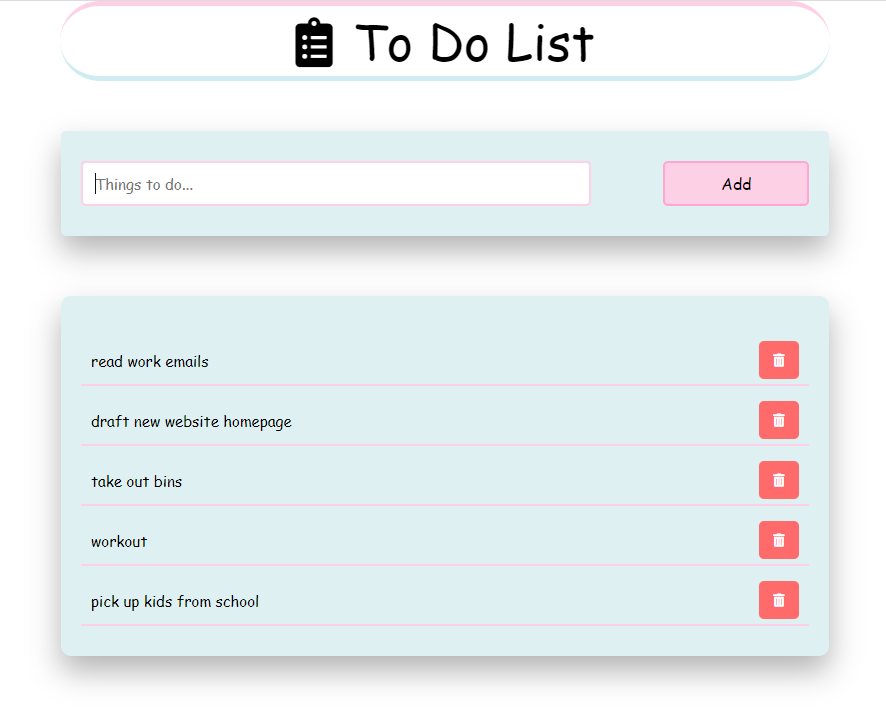 To Do List
Things to do...
Add
read work emails
draft new website homepage
take out bins
workout
pick up kids from school